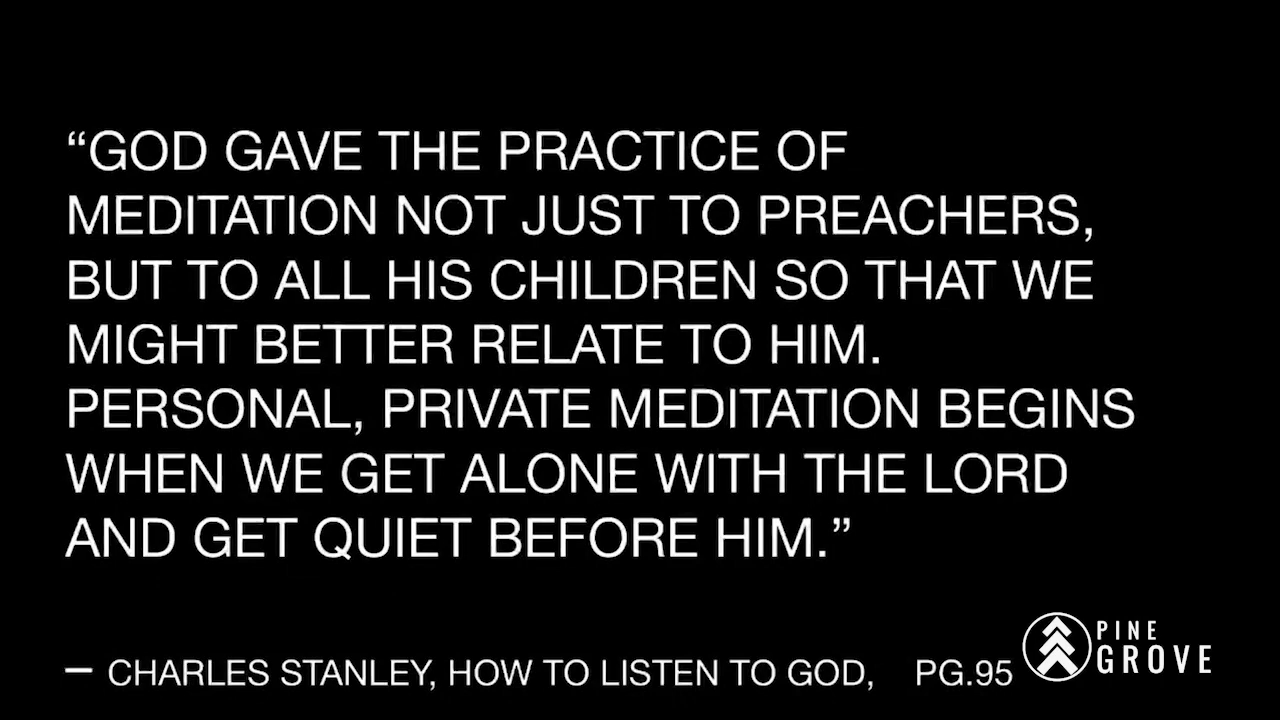 “GOD GAVE THE PRACTICE OF
MEDITATION NOT JUST TO PREACHERS,
BUT TO ALL HIS CHILDREN SO THAT WE
MIGHT BETTER RELATE TO HIM.
PERSONAL, PRIVATE MEDITATION BEGINS
WHEN WE GET ALONE WITH THE LORD
AND GET QUIET BEFORE HIM.”
– CHARLES STANLEY, HOW TO LISTEN TO GOD, PG.95
PINE
GROVE